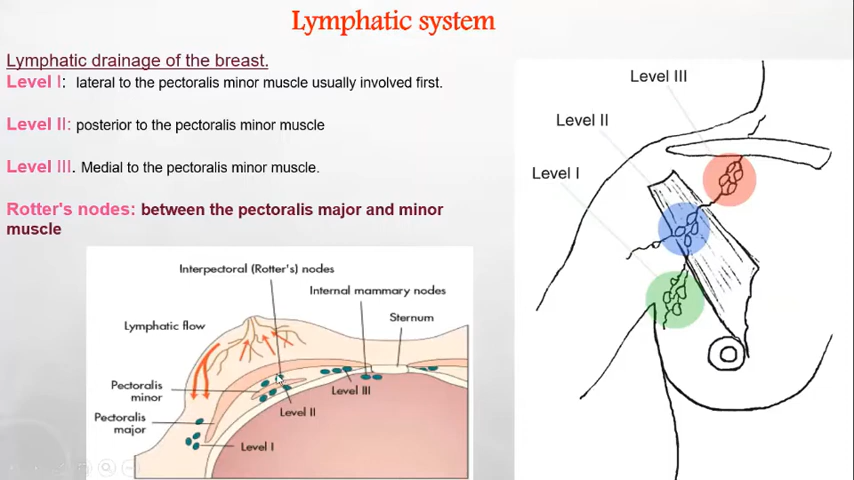 Lymphatic system
Lymphatic drainage of the breast.
Level I: lateral to the pectoralis minor muscle usually involved first.
Level II: posterior to the pectoralis minor muscle
Level III. Medial to the pectoralis minor muscle.
Rotter's nodes: between the pectoralis major and minor
muscle
Interpectoral (Rotter's) nodes
Internal mammary nodes
Sternum
Lymphatic flow
Pectoralis
minor
Level III
Level II
Pectoralis
major
Level I
Level III
Level II
Level I